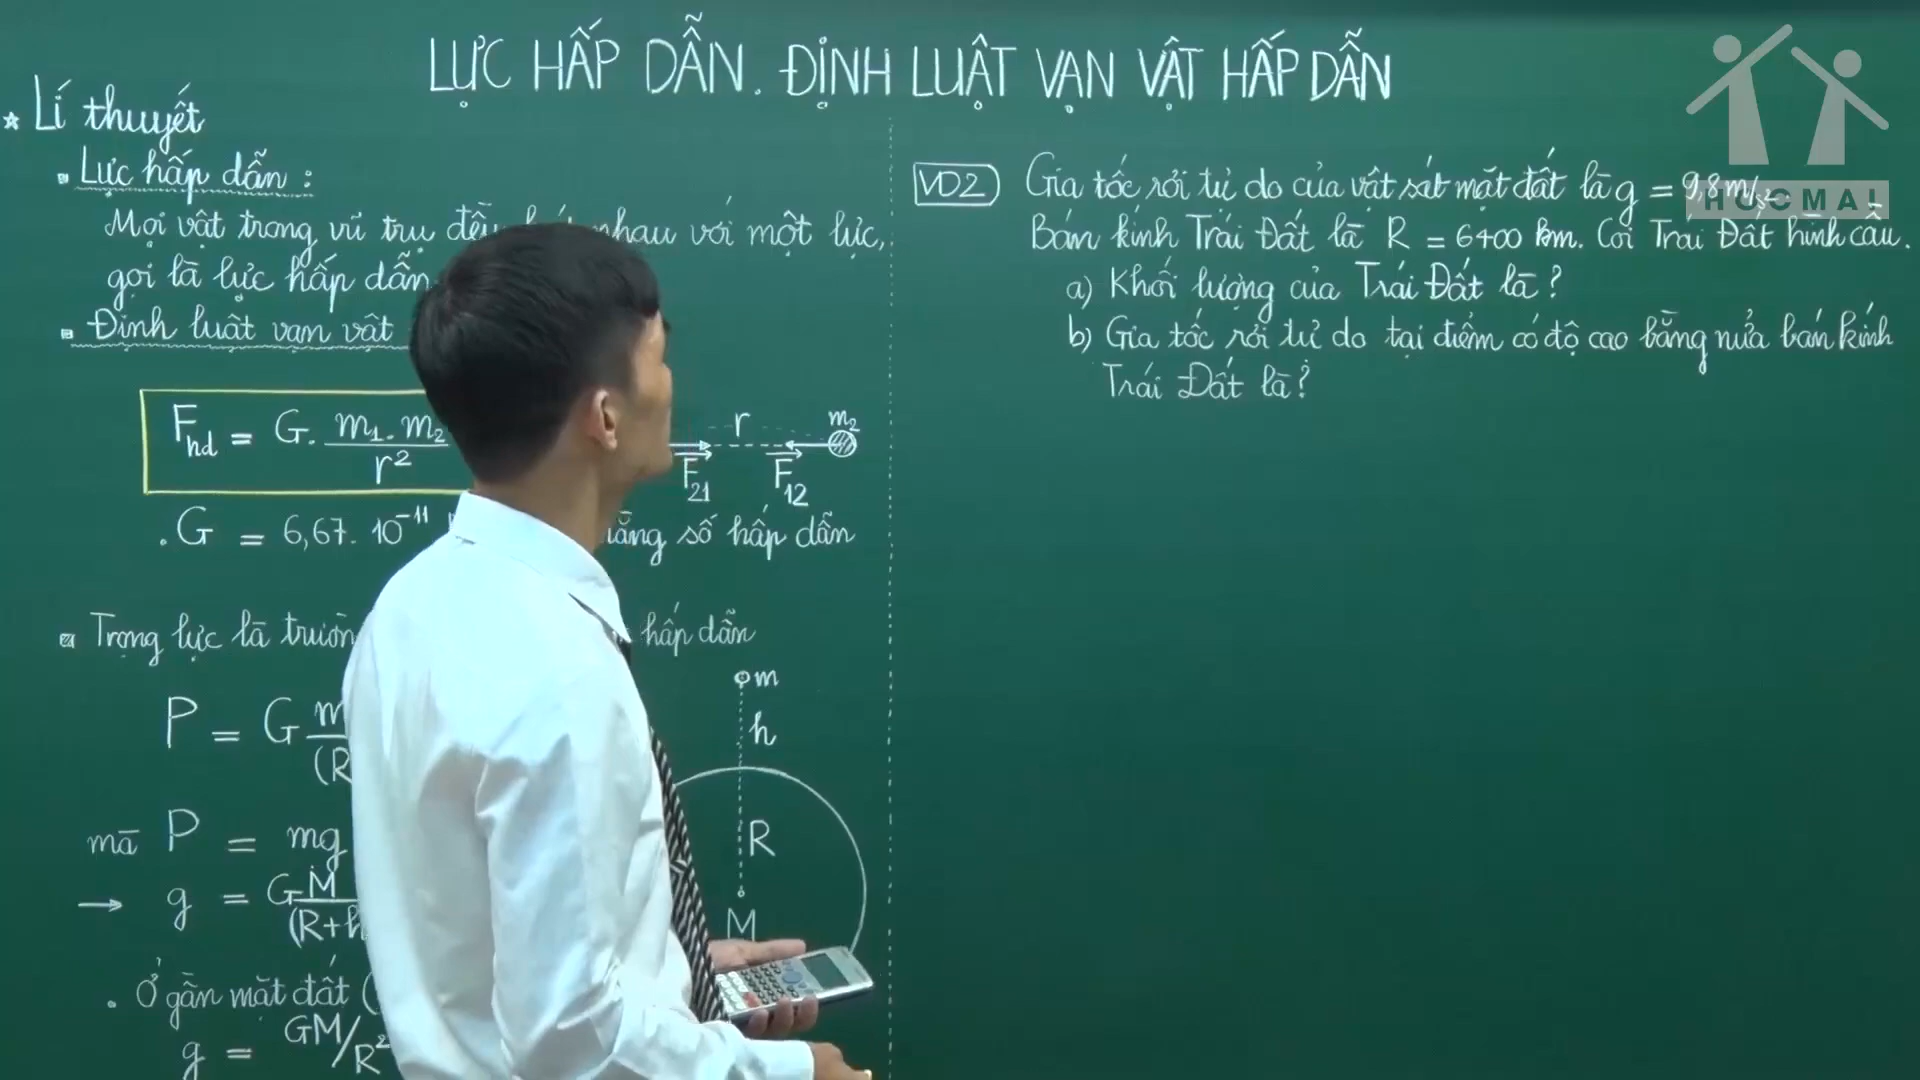 LỰC HẤP DẪN. ĐỊNH LUẬT VẠN VẬT HẤP DẪN
* Lí thuyết
Lực hấp dẫn :
Mọi vật trong vũ trụ đều nhau với một lực,
gọi là lực hấp dẫn
Định luật vạn vật
Fhd = G. m1. m2 / r²
r
m2
F21
F12
. G = 6,67. 10⁻¹¹ số hấp dẫn
Trọng lực là hấp dẫn
P = G
m
h
R
M
mà P = mg
→ g = G M / (R+h
. Ở gần mặt đất (
g = GM/R²
VD2 Gia tốc rơi tự do của vật sát mặt đất là g = 9,8 m/s²
Bán kính Trái Đất là R = 6400 km. Coi Trái Đất hình cầu.
a) Khối lượng của Trái Đất là ?
b) Gia tốc rơi tự do tại điểm có độ cao bằng nửa bán kính
Trái Đất là ?
HOCMAI